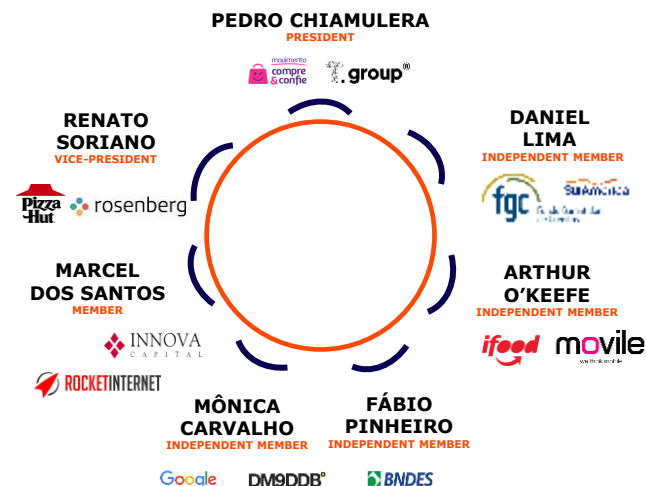 PEDRO CHIAMULERA
PRESIDENT
movimento
compre
&confie
T.group®
RENATO
SORIANO
VICE-PRESIDENT
Pizza
Hut
rosenberg
DANIEL
LIMA
INDEPENDENT MEMBER
fgc
SulAmérica
MARCEL
DOS SANTOS
MEMBER
INNOVA
CAPITAL
ROCKETINTERNET
ARTHUR
O’KEEFE
INDEPENDENT MEMBER
ifood
movile
MÔNICA
CARVALHO
INDEPENDENT MEMBER
Google
DM9DDB
FÁBIO
PINHEIRO
INDEPENDENT MEMBER
BNDES